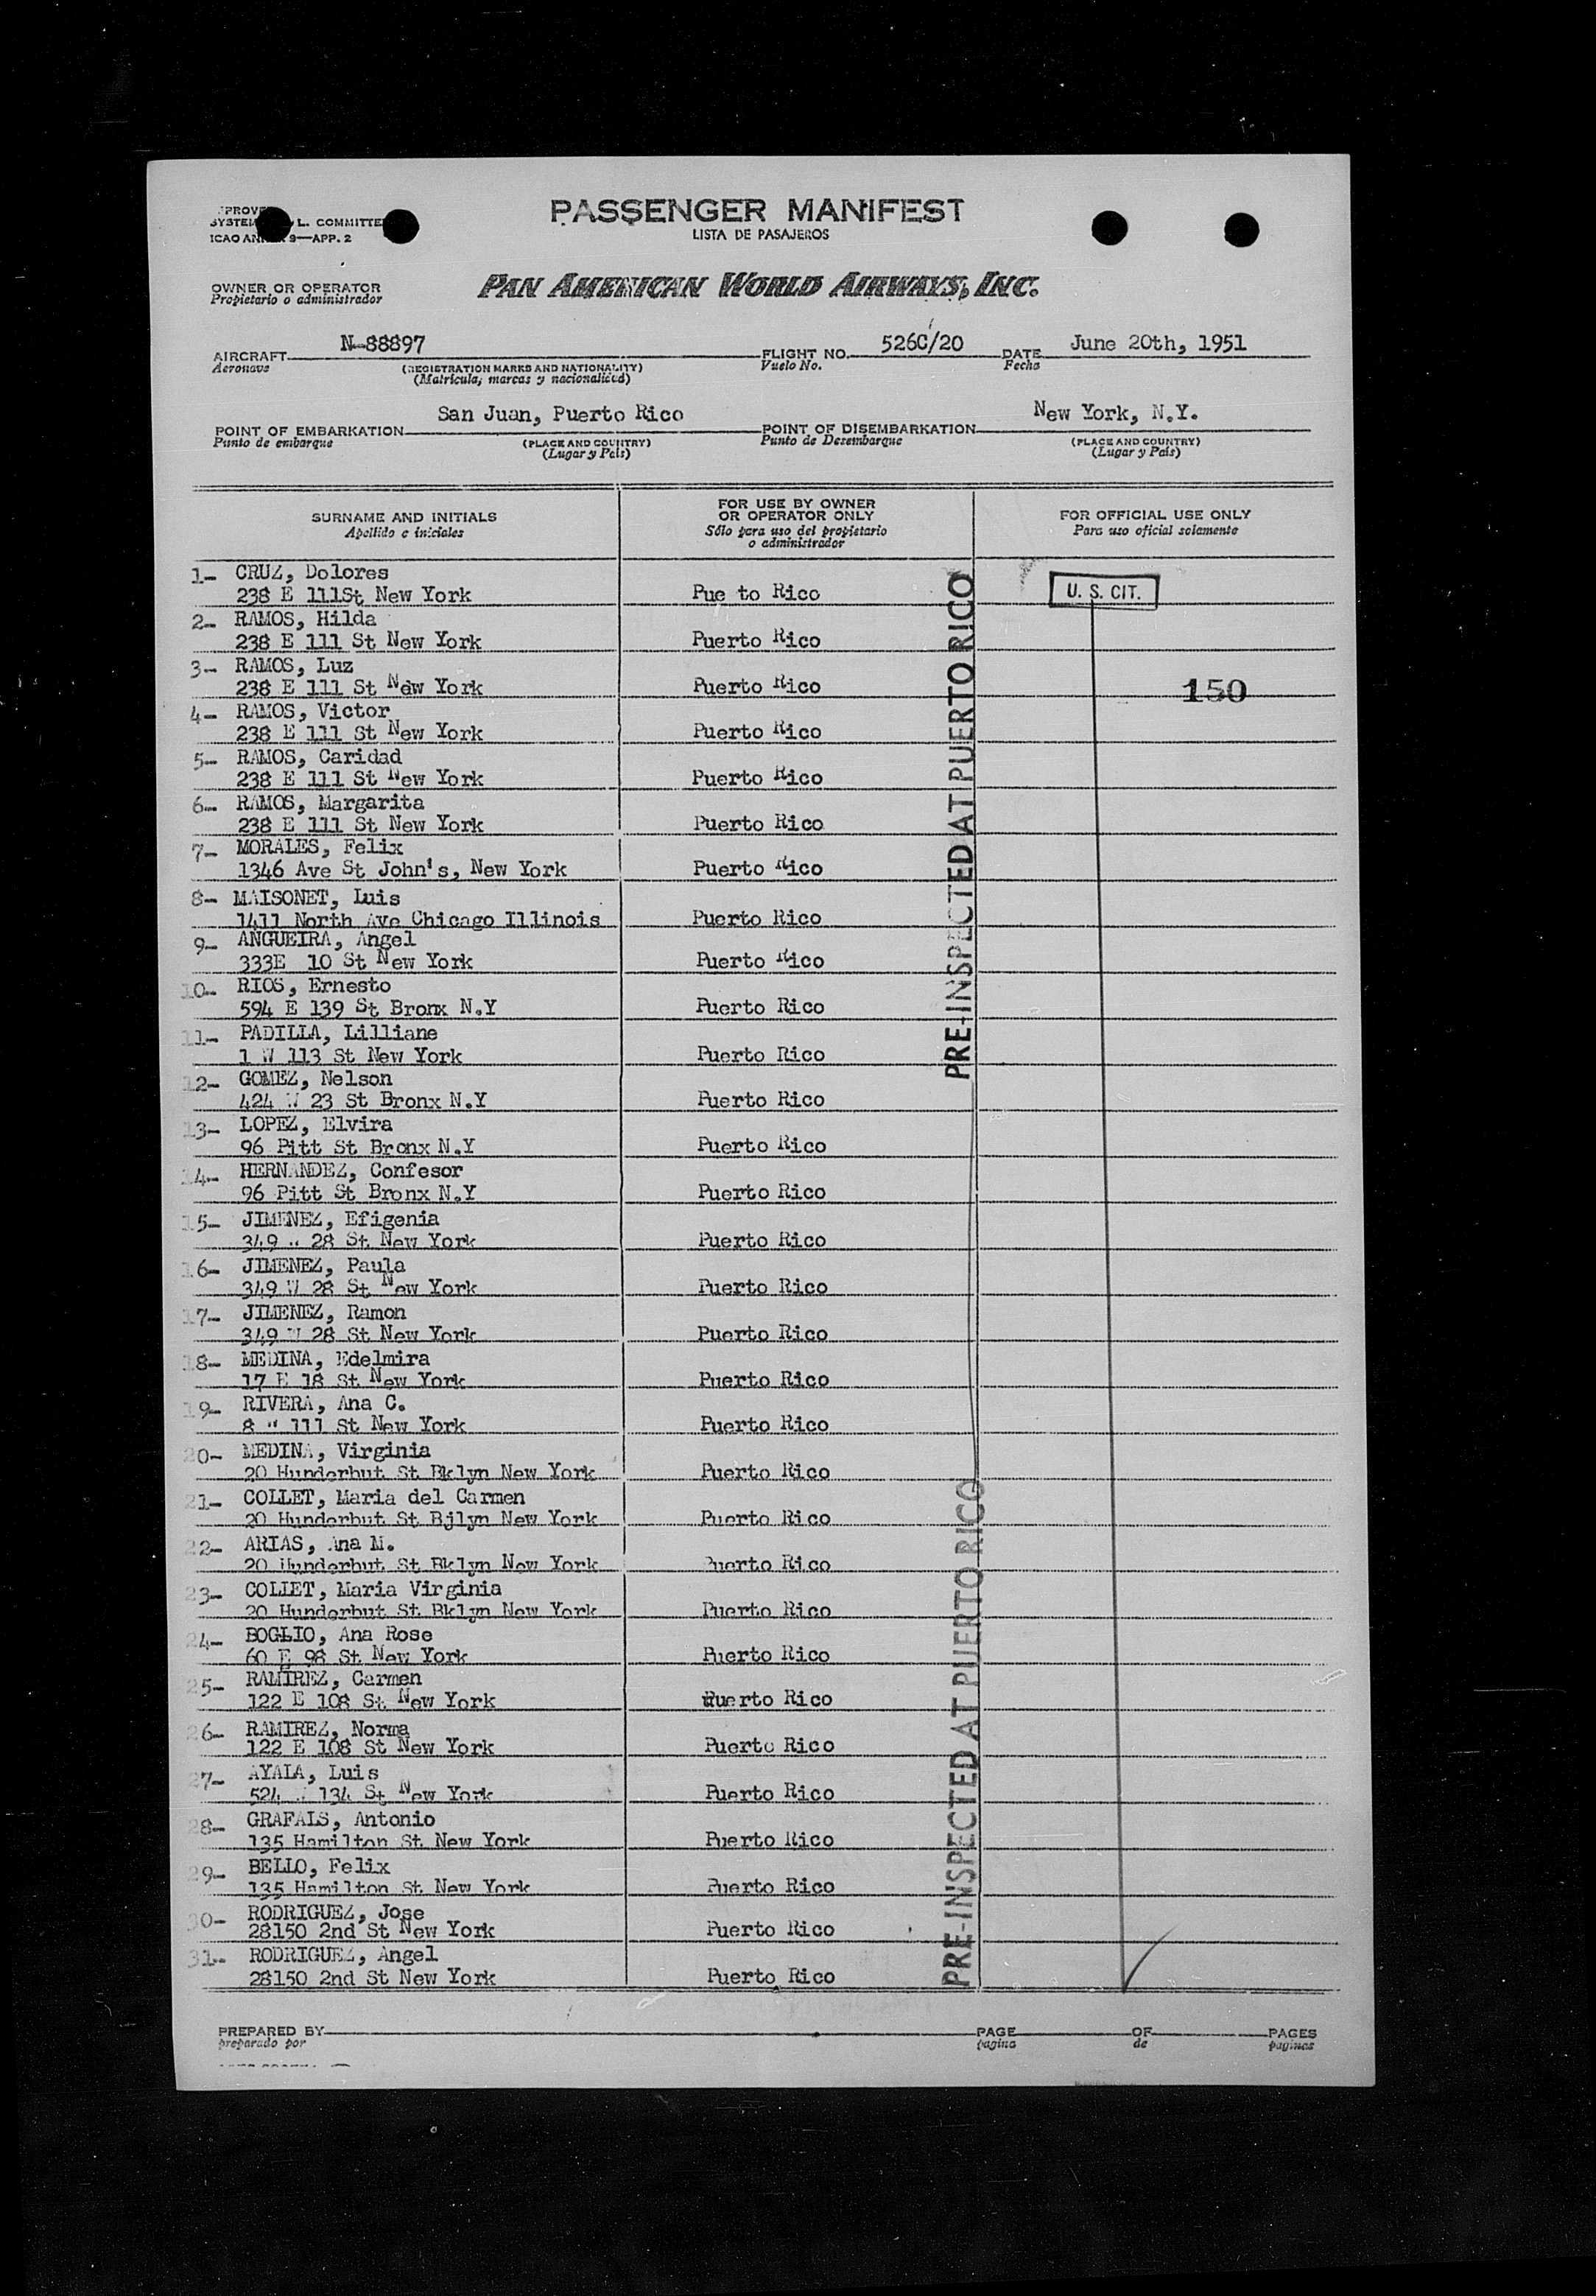 PASSENGER MANIFEST
LISTA DE PASAJEROS
L. COMMITTEE
ICAO 9—APP. 2
OWNER OR OPERATOR
Propietario o administrador
PAN AMERICAN WORLD AIRWAYS, INC.
AIRCRAFT N-88897 FLIGHT NO. 526C/20 DATE June 20th, 1951
Aeronave (REGISTRATION MARKS AND NATIONALITY) Vuelo No. Fecha
(Matrícula, marcas y nacionalidad)
POINT OF EMBARKATION San Juan, Puerto Rico POINT OF DISEMBARKATION New York, N.Y.
Punto de embarque (PLACE AND COUNTRY) Punto de Desembarque (PLACE AND COUNTRY)
(Lugar y País) (Lugar y País)
SURNAME AND INITIALS
Apellido e iniciales
FOR USE BY OWNER
OR OPERATOR ONLY
Sólo para uso del propietario
o administrador
FOR OFFICIAL USE ONLY
Para uso oficial solamente
1- CRUZ, Dolores
238 E 111St New York Pue to Rico U. S. CIT.
2- RAMOS, Hilda
238 E 111 St New York Puerto Rico
3- RAMOS, Luz
238 E 111 St New York Puerto Rico 150
4- RAMOS, Victor
238 E 111 St New York Puerto Rico
5- RAMOS, Caridad
238 E 111 St New York Puerto Rico
6- RAMOS, Margarita
238 E 111 St New York Puerto Rico
7- MORALES, Felix
1346 Ave St John's, New York Puerto Rico
8- MAISONET, Luis
1411 North Ave Chicago Illinois Puerto Rico
9- ANGUEIRA, Angel
333E 10 St New York Puerto Rico
10- RIOS, Ernesto
594 E 139 St Bronx N.Y Puerto Rico
11- PADILLA, Lilliane
1 W 113 St New York Puerto Rico
12- GOMEZ, Nelson
424 W 23 St Bronx N.Y Puerto Rico
13- LOPEZ, Elvira
96 Pitt St Bronx N.Y Puerto Rico
14- HERNANDEZ, Confesor
96 Pitt St Bronx N.Y Puerto Rico
15- JIMENEZ, Efigenia
349 W 28 St New York Puerto Rico
16- JIMENEZ, Paula
349 W 28 St New York Puerto Rico
17- JIMENEZ, Ramon
349 W 28 St New York Puerto Rico
18- MEDINA, Edelmira
17 E 18 St New York Puerto Rico
19- RIVERA, Ana C.
8 W 111 St New York Puerto Rico
20- MEDINA, Virginia
20 Hunderbut St Bklyn New York Puerto Rico
21- COLLET, Maria del Carmen
20 Hunderbut St Bjlyn New York Puerto Rico
22- ARIAS, Ana M.
20 Hunderbut St Bklyn New York Puerto Rico
23- COLLET, Maria Virginia
20 Hunderbut St Bklyn New York Puerto Rico
24- BOGLIO, Ana Rose
60 E 98 St New York Puerto Rico
25- RAMIREZ, Carmen
122 E 108 St New York Puerto Rico
26- RAMIREZ, Norma
122 E 108 St New York Puerto Rico
27- AYALA, Luis
524 W 134 St New York Puerto Rico
28- GRAFALS, Antonio
135 Hamilton St New York Puerto Rico
29- BELLO, Felix
135 Hamilton St New York Puerto Rico
30- RODRIGUEZ, Jose
28150 2nd St New York Puerto Rico
31- RODRIGUEZ, Angel
28150 2nd St New York Puerto Rico
PRE-INSPECTED AT PUERTO RICO
PRE-INSPECTED AT PUERTO RICO
PREPARED BY PAGE OF PAGES
preparado por pagina de paginas